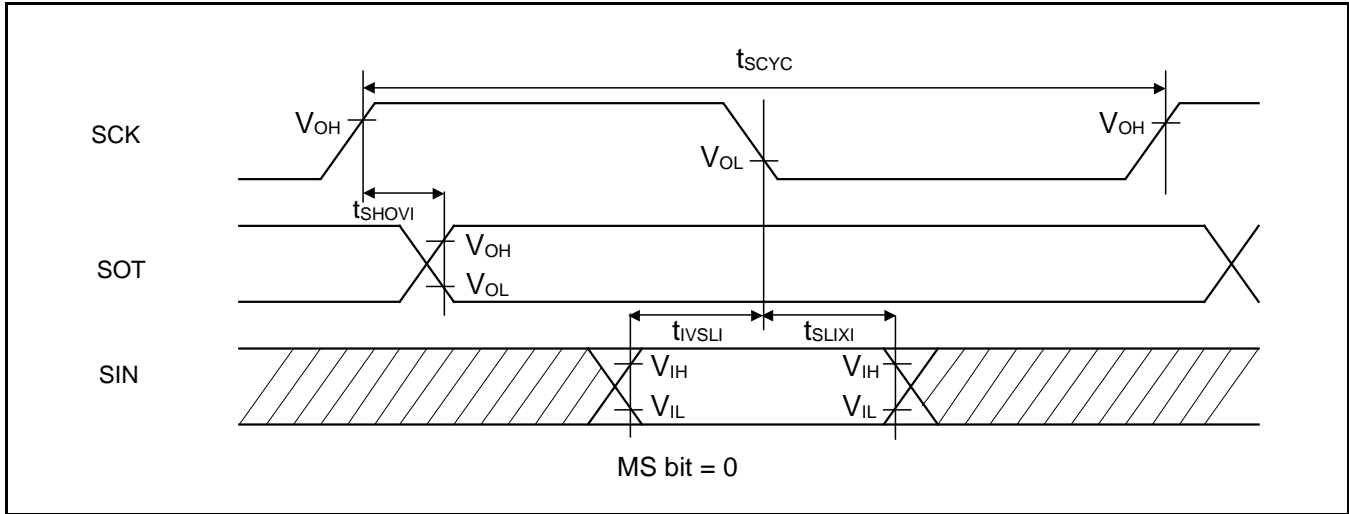 tSCYC
SCK
VOH
VOL
VOH
tSHOVI
SOT
VOH
VOL
tIVSLI
tSLIXI
SIN
VIH
VIH
VIL
VIL
MS bit = 0